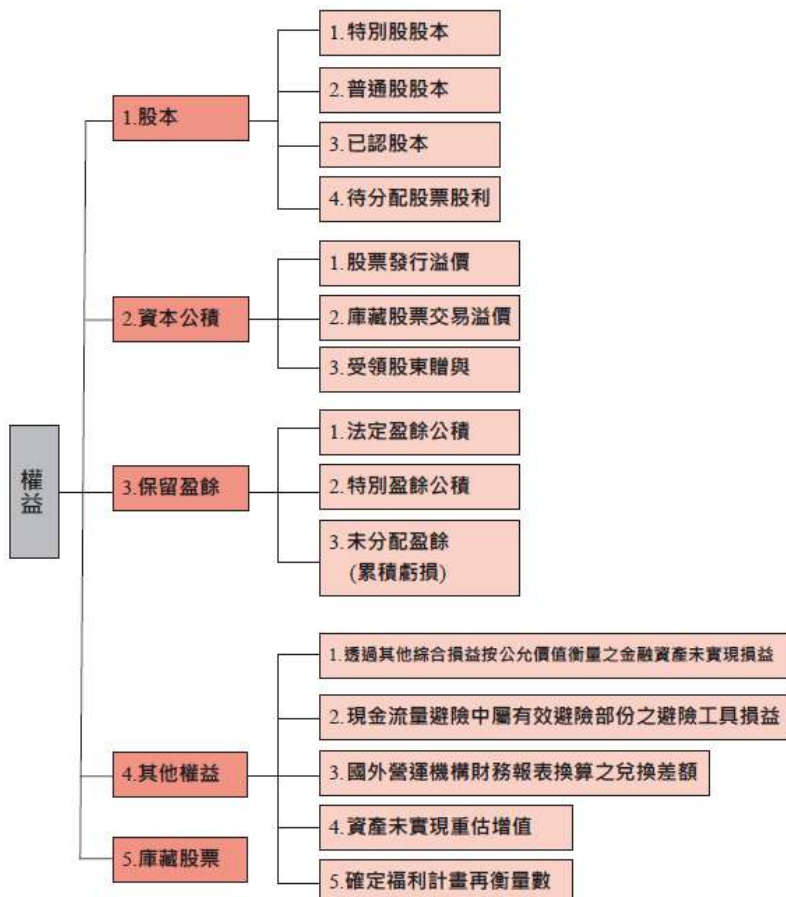 權益
1.股本
1.特別股股本
2.普通股股本
3.已認股本
4.待分配股票股利
2.資本公積
1.股票發行溢價
2.庫藏股票交易溢價
3.受領股東贈與
3.保留盈餘
1.法定盈餘公積
2.特別盈餘公積
3.未分配盈餘
(累積虧損)
4.其他權益
1.透過其他綜合損益按公允價值衡量之金融資產未實現損益
2.現金流量避險中屬有效避險部份之避險工具損益
3.國外營運機構財務報表換算之兌換差額
4.資產未實現重估增值
5.確定福利計畫再衡量數
5.庫藏股票